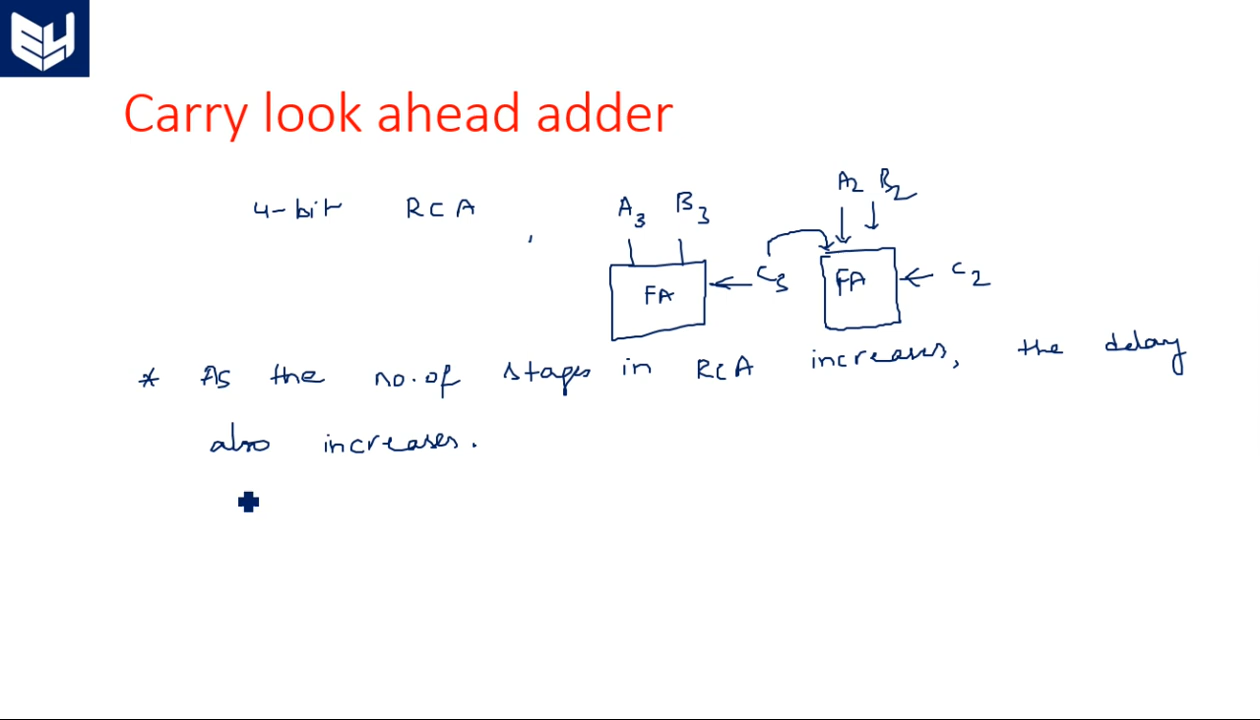 E4U
Carry look ahead adder
4-bit RCA
A3 B3
A2 B2
FA
C3
FA
C2
* As the no. of stages in RCA increases, the delay
also increases.